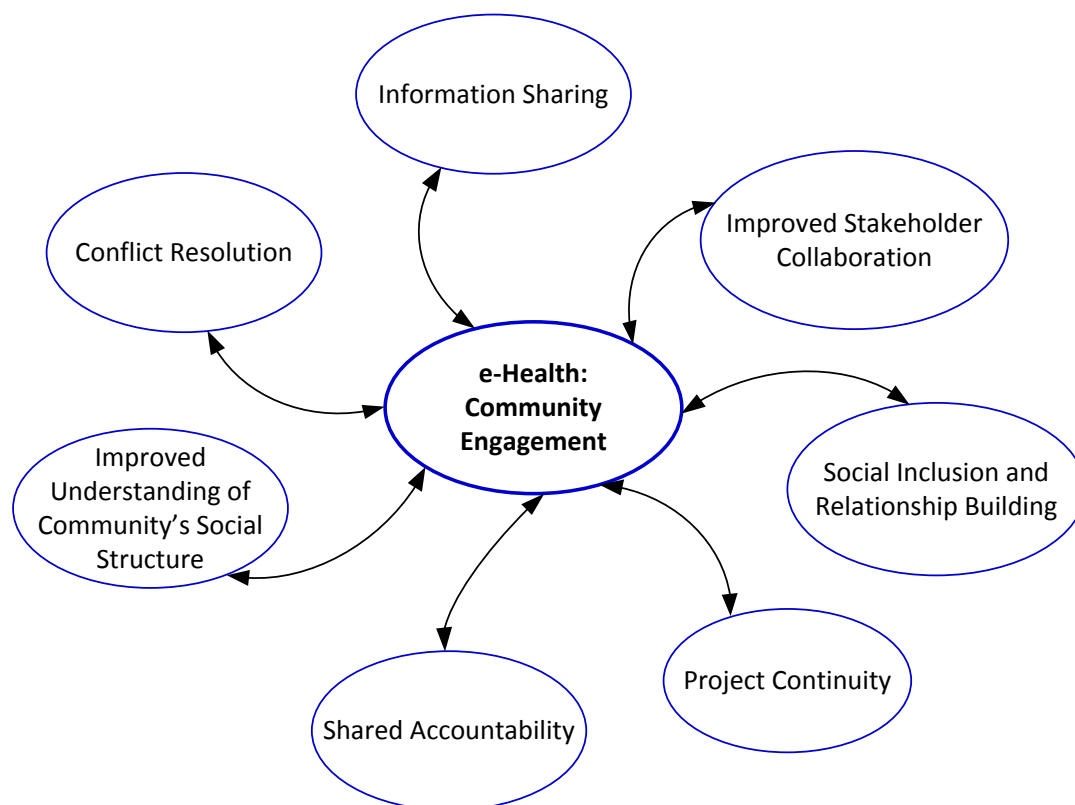 Information Sharing
Improved Stakeholder
Collaboration
Conflict Resolution
e-Health:
Community
Engagement
Improved
Understanding of
Community’s Social
Structure
Social Inclusion and
Relationship Building
Project Continuity
Shared Accountability